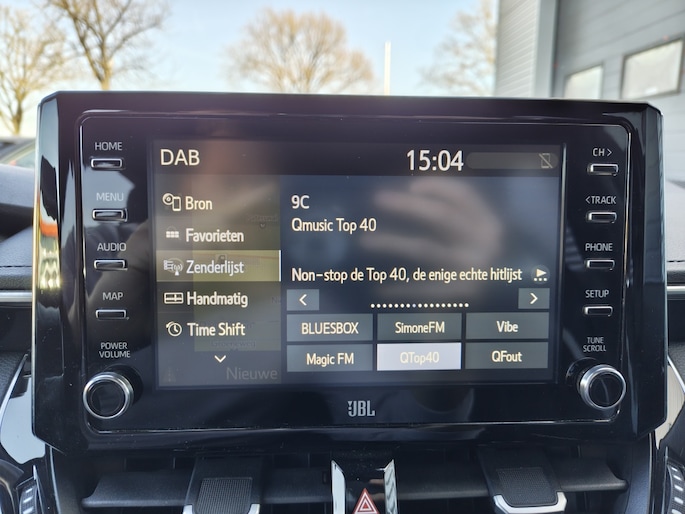 HOME
MENU
AUDIO
MAP
POWER
VOLUME
DAB
15:04
Bron
Favorieten
Zenderlijst
Handmatig
Time Shift
Nieuwe
9C
Qmusic Top 40
Non-stop de Top 40, de enige echte hitlijst
BLUESBOX
SimoneFM
Vibe
Magic FM
QTop40
QFout
CH >
< TRACK
PHONE
SETUP
TUNE
SCROLL
JBL